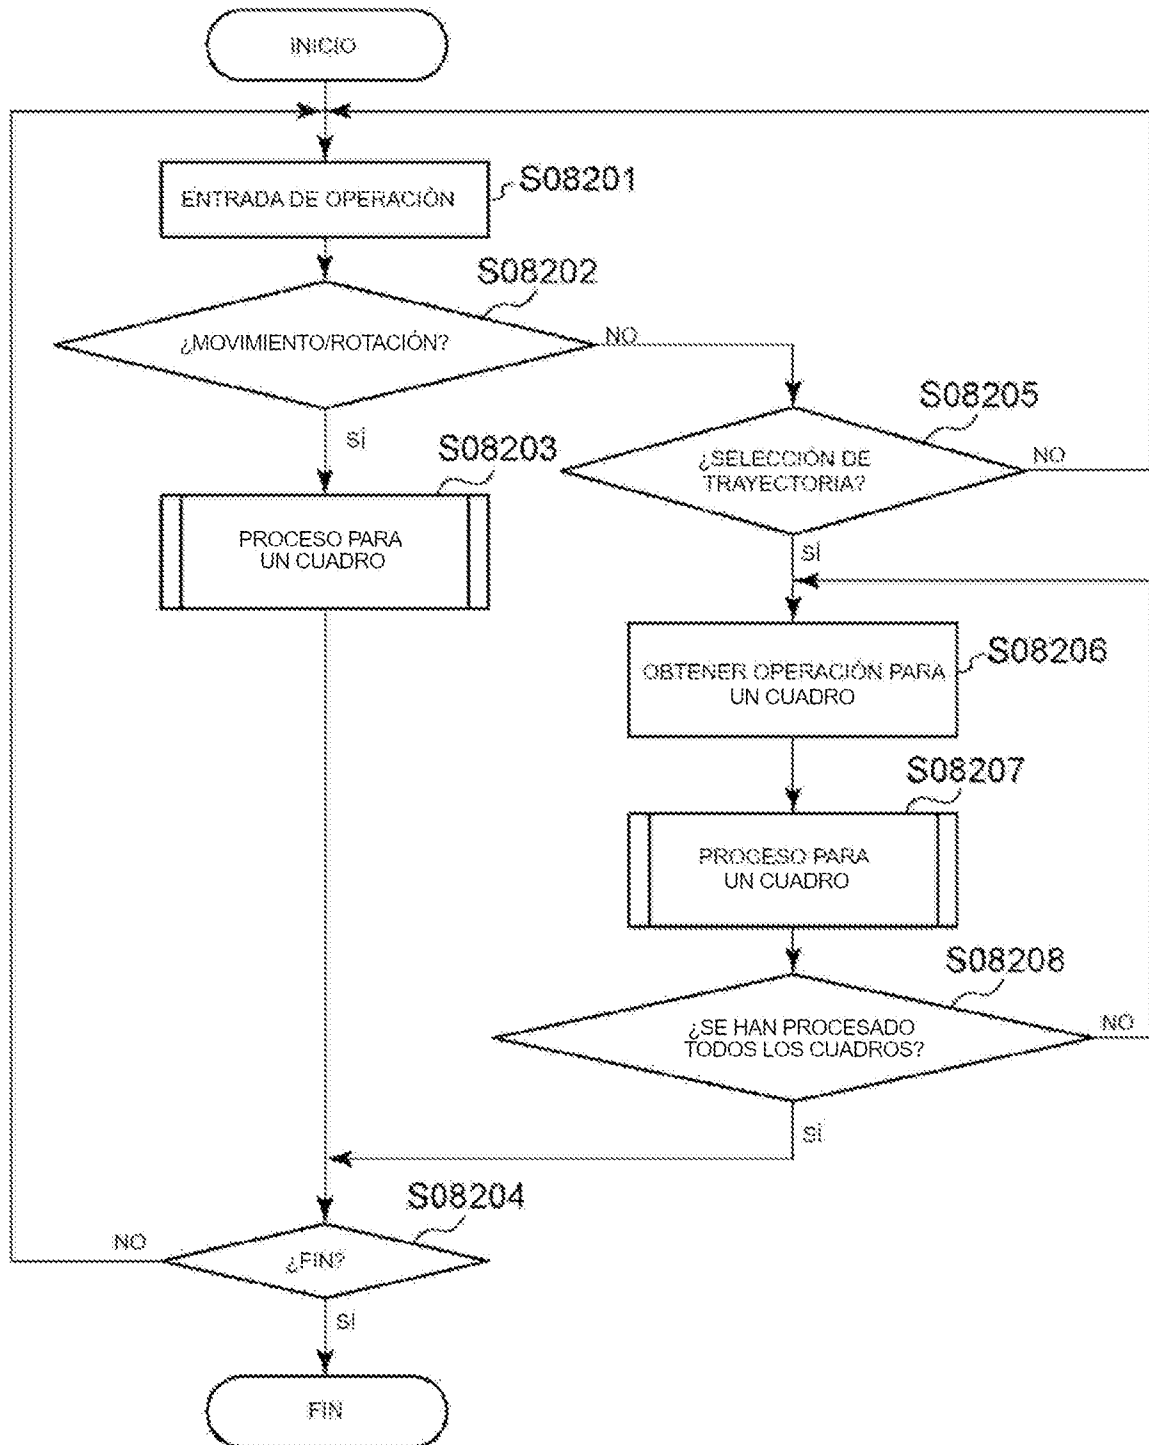 INICIO
ENTRADA DE OPERACIÓN
S08201
S08202
¿MOVIMIENTO/ROTACIÓN?
NO
SÍ
S08203
PROCESO PARA
UN CUADRO
S08205
¿SELECCIÓN DE
TRAYECTORIA?
NO
SÍ
S08206
OBTENER OPERACIÓN PARA
UN CUADRO
S08207
PROCESO PARA
UN CUADRO
S08208
¿SE HAN PROCESADO
TODOS LOS CUADROS?
NO
SÍ
S08204
¿FIN?
NO
SÍ
FIN